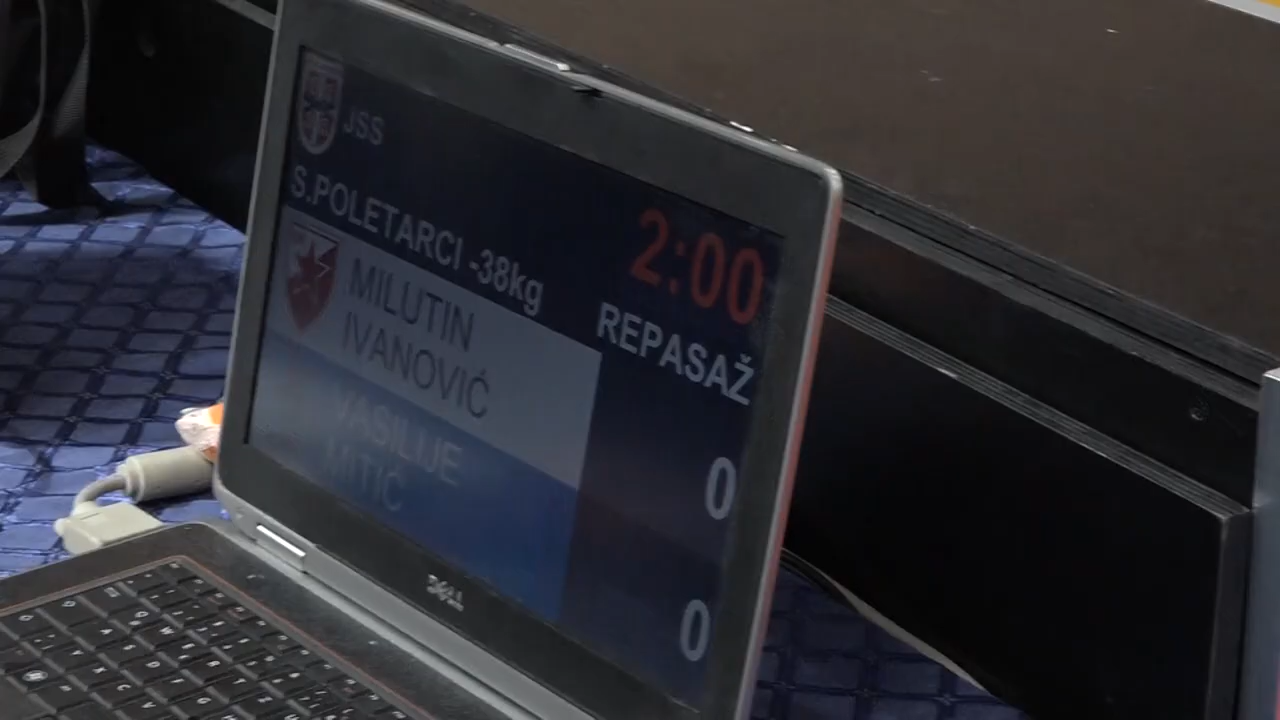 JSS
S.POLETARCI -38kg
2:00
REPASAŽ
MILUTIN
IVANOVIĆ
0
VASILIJE
MITIĆ
0
DELL